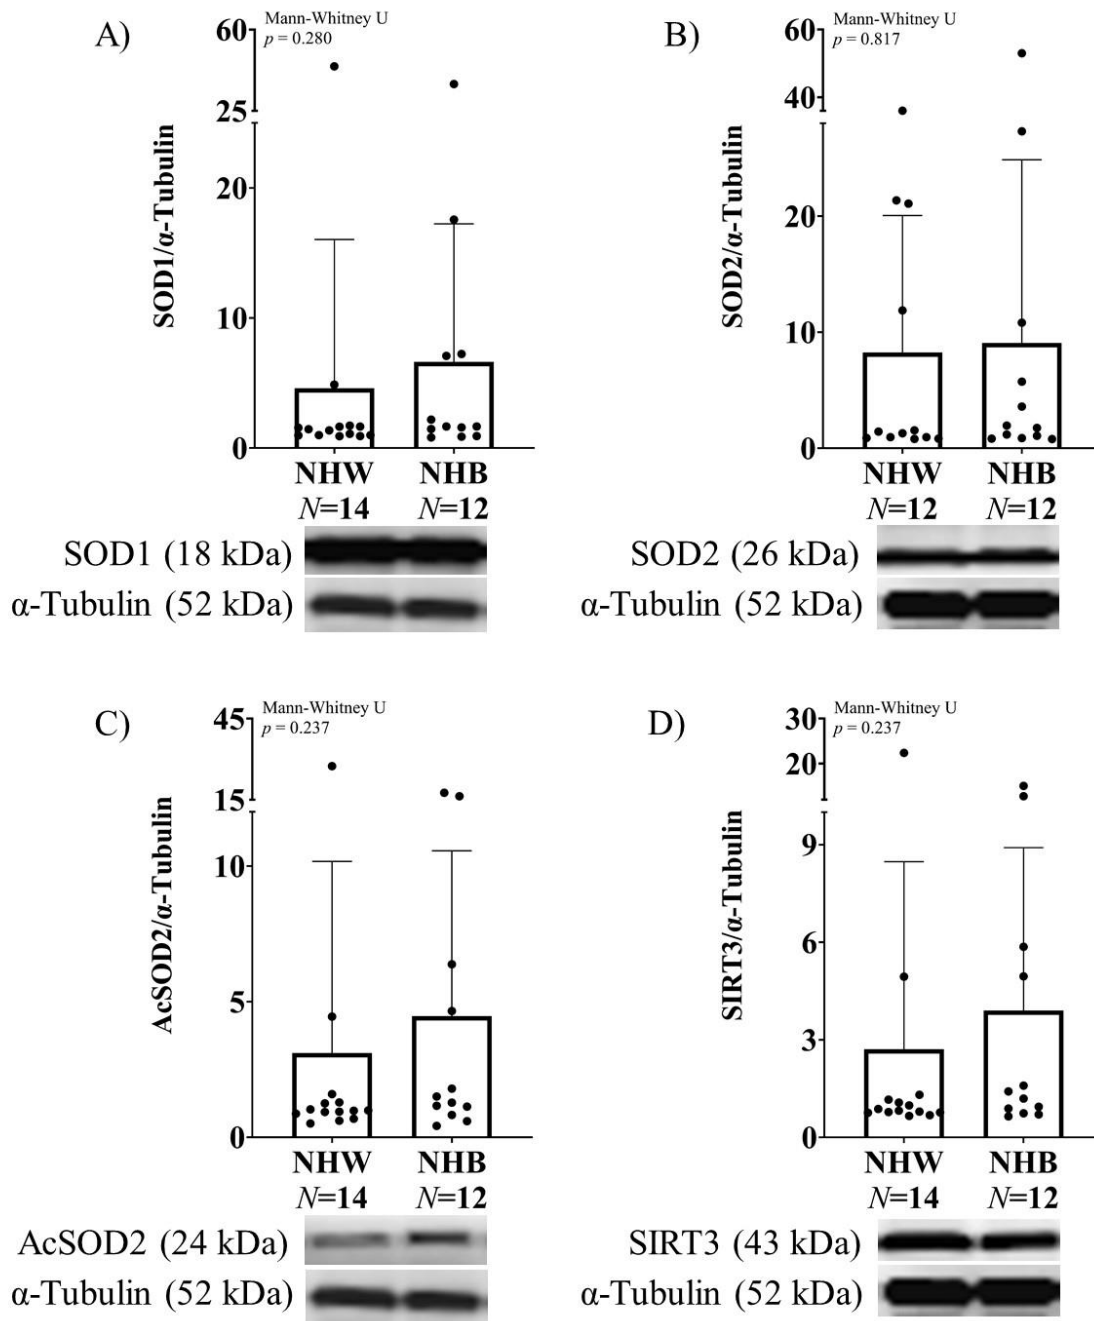 A)
Mann-Whitney U
p = 0.280
60
25
20
10
0
SOD1/α-Tubulin
NHW
NHB
N=14
N=12
SOD1 (18 kDa)
α-Tubulin (52 kDa)
B)
Mann-Whitney U
p = 0.817
60
40
20
10
0
SOD2/α-Tubulin
NHW
NHB
N=12
N=12
SOD2 (26 kDa)
α-Tubulin (52 kDa)
C)
Mann-Whitney U
p = 0.237
45
15
10
5
0
AcSOD2/α-Tubulin
NHW
NHB
N=14
N=12
AcSOD2 (24 kDa)
α-Tubulin (52 kDa)
D)
Mann-Whitney U
p = 0.237
30
20
9
6
3
0
SIRT3/α-Tubulin
NHW
NHB
N=14
N=12
SIRT3 (43 kDa)
α-Tubulin (52 kDa)